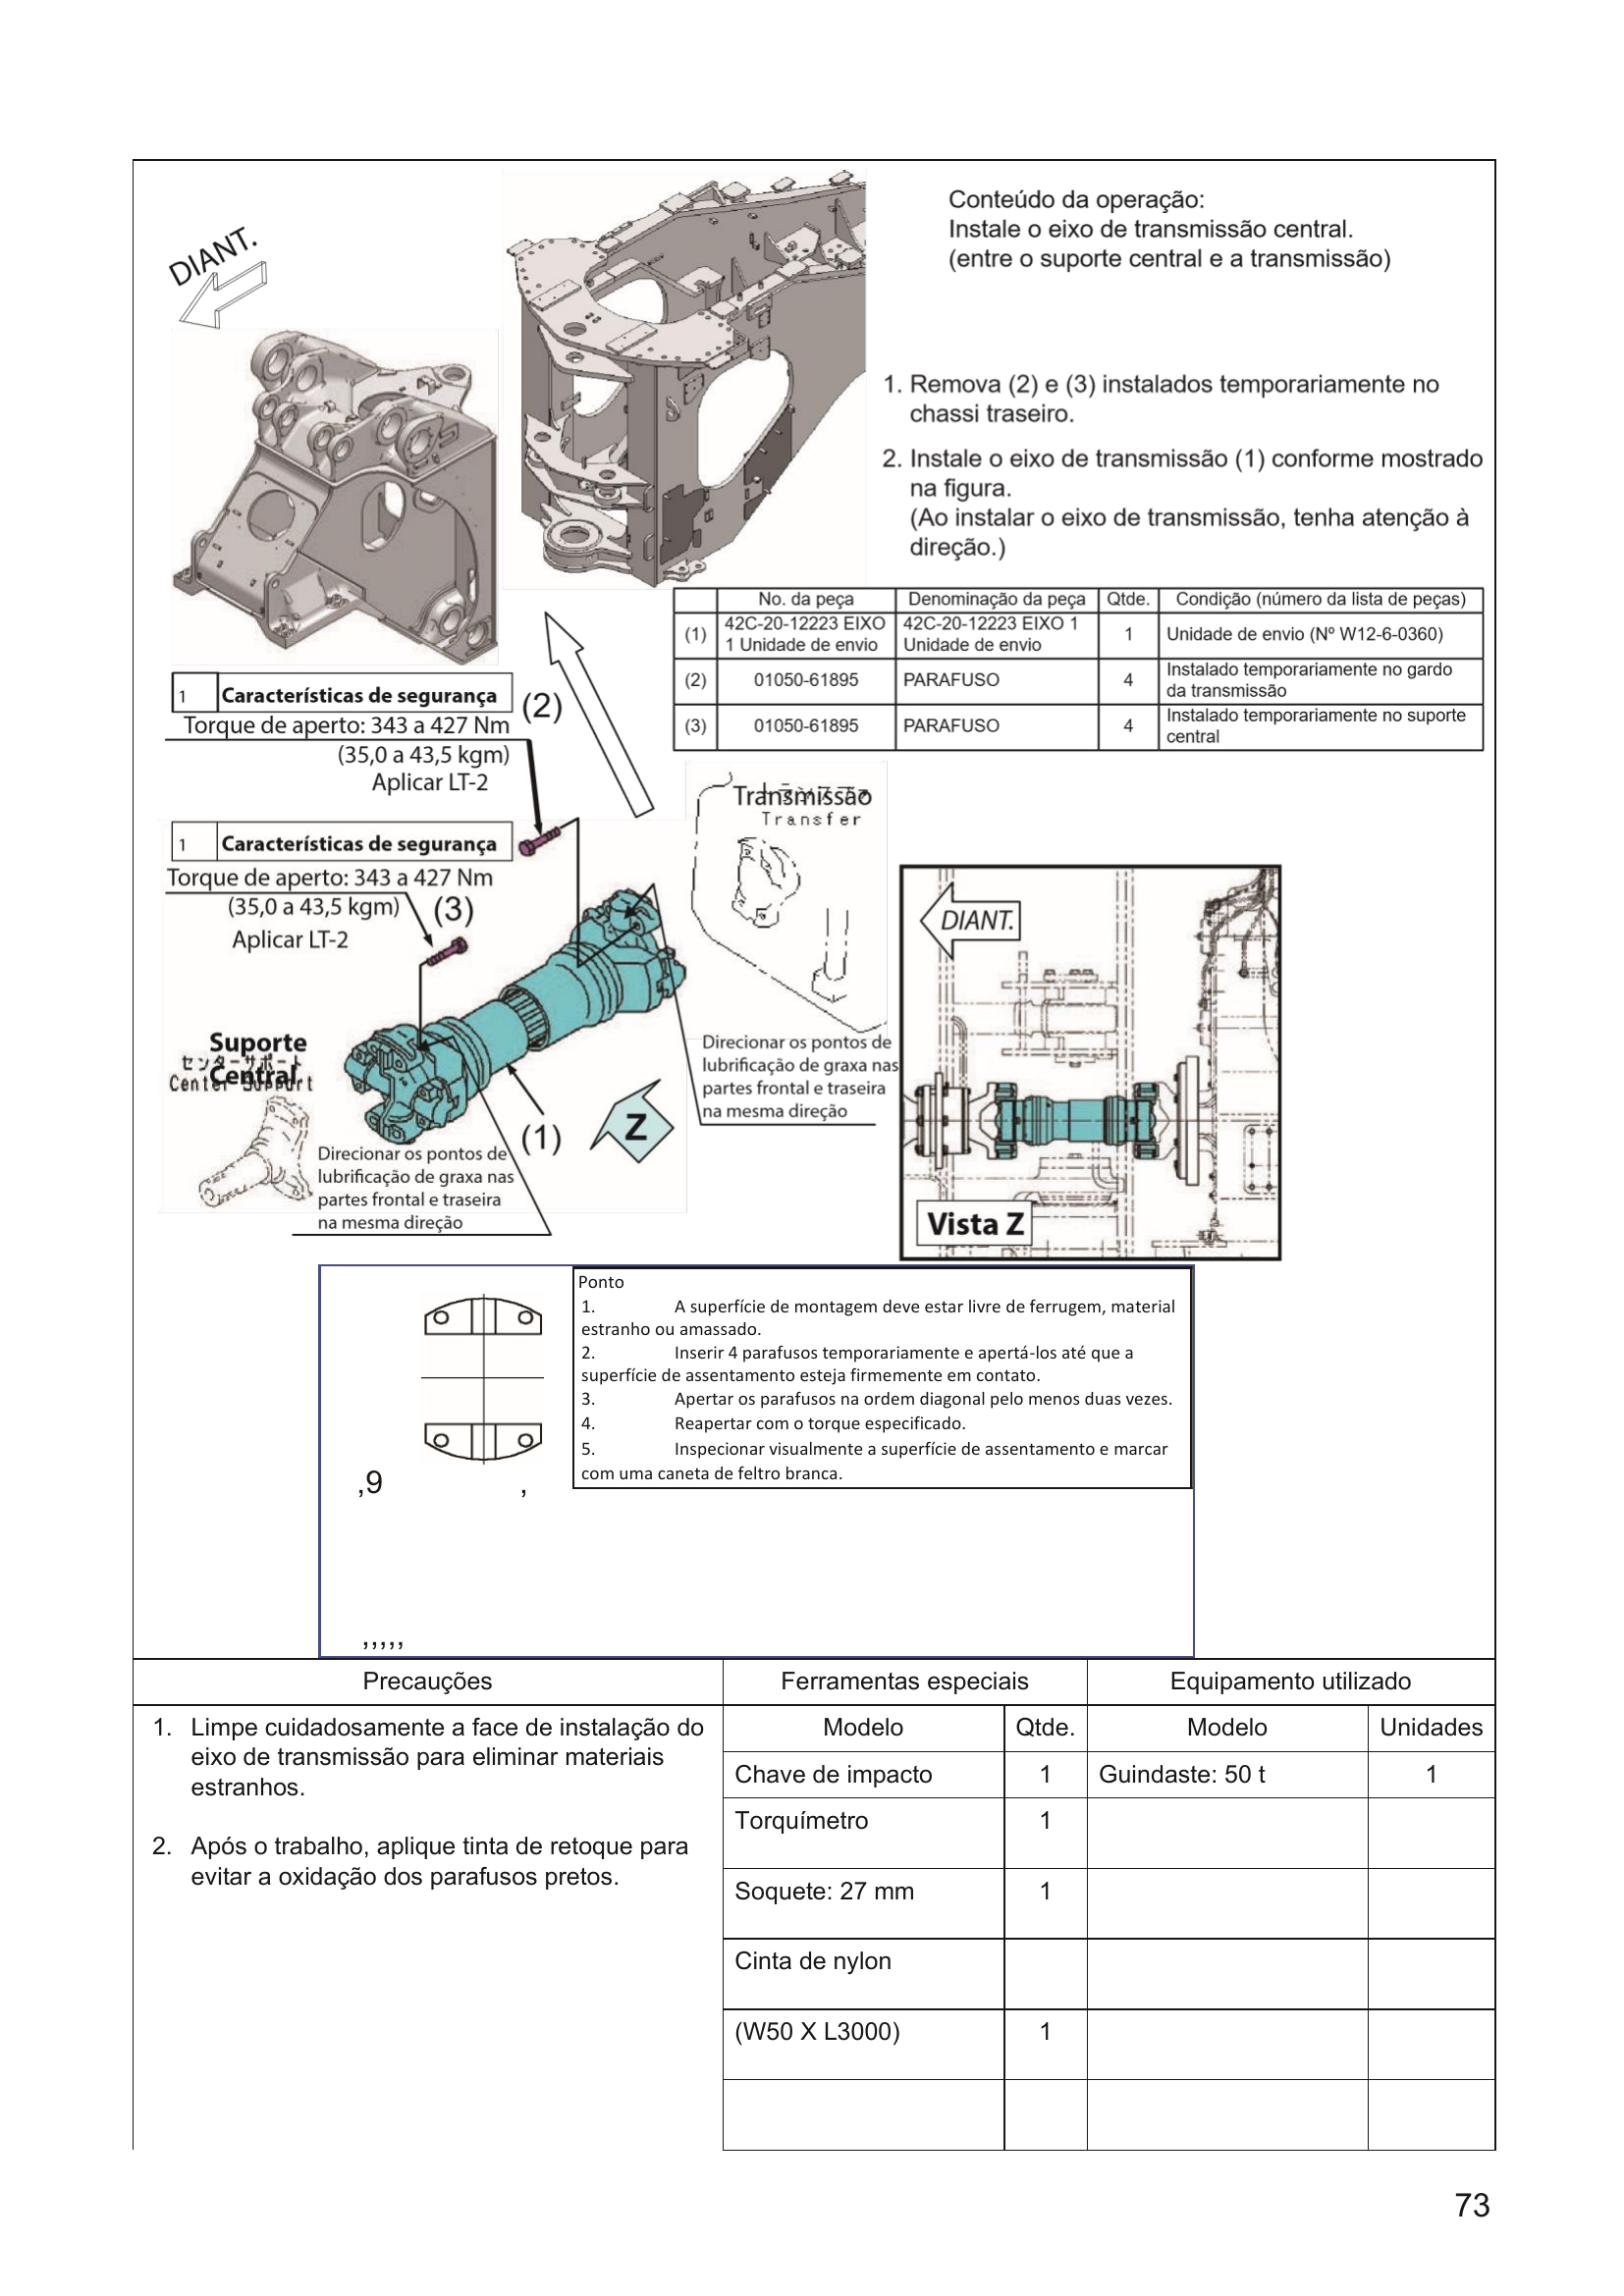 DIANT.
Conteúdo da operação:
Instale o eixo de transmissão central.
(entre o suporte central e a transmissão)
1. Remova (2) e (3) instalados temporariamente no
chassi traseiro.
2. Instale o eixo de transmissão (1) conforme mostrado
na figura.
(Ao instalar o eixo de transmissão, tenha atenção à
direção.)
No. da peça Denominação da peça Qtde. Condição (número da lista de peças)
(1) 42C-20-12223 EIXO 1 Unidade de envio 42C-20-12223 EIXO 1 Unidade de envio 1 Unidade de envio (Nº W12-6-0360)
(2) 01050-61895 PARAFUSO 4 Instalado temporariamente no gardo da transmissão
(3) 01050-61895 PARAFUSO 4 Instalado temporariamente no suporte central
1 Características de segurança
(2)
Torque de aperto: 343 a 427 Nm
(35,0 a 43,5 kgm)
Aplicar LT-2
1 Características de segurança
Torque de aperto: 343 a 427 Nm
(35,0 a 43,5 kgm)
(3)
Aplicar LT-2
Transmissão
Transfer
DIANT.
Suporte
センターサポート
Central
Center Support
Direcionar os pontos de
lubrificação de graxa nas
partes frontal e traseira
na mesma direção
(1)
Z
Direcionar os pontos de
lubrificação de graxa nas
partes frontal e traseira
na mesma direção
Vista Z
Ponto
1. A superfície de montagem deve estar livre de ferrugem, material
estranho ou amassado.
2. Inserir 4 parafusos temporariamente e apertá-los até que a
superfície de assentamento esteja firmemente em contato.
3. Apertar os parafusos na ordem diagonal pelo menos duas vezes.
4. Reapertar com o torque especificado.
5. Inspecionar visualmente a superfície de assentamento e marcar
com uma caneta de feltro branca.
,9 ,
,,,,,
Precauções Ferramentas especiais Equipamento utilizado
1. Limpe cuidadosamente a face de instalação do
eixo de transmissão para eliminar materiais
estranhos.
2. Após o trabalho, aplique tinta de retoque para
evitar a oxidação dos parafusos pretos.
Modelo Qtde. Modelo Unidades
Chave de impacto 1 Guindaste: 50 t 1
Torquímetro 1
Soquete: 27 mm 1
Cinta de nylon
(W50 X L3000) 1
73